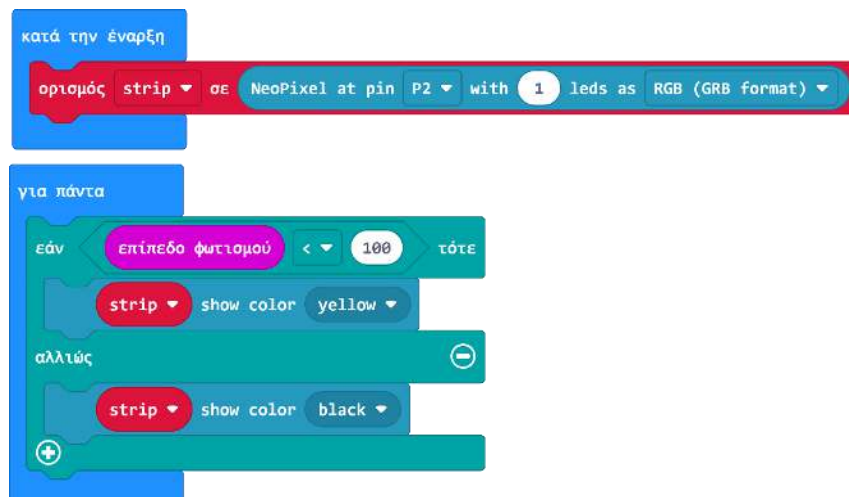 κατά την έναρξη
ορισμός strip σε NeoPixel at pin P2 with 1 leds as RGB (GRB format)
για πάντα
εάν επίπεδο φωτισμού < 100 τότε
strip show color yellow
αλλιώς
strip show color black